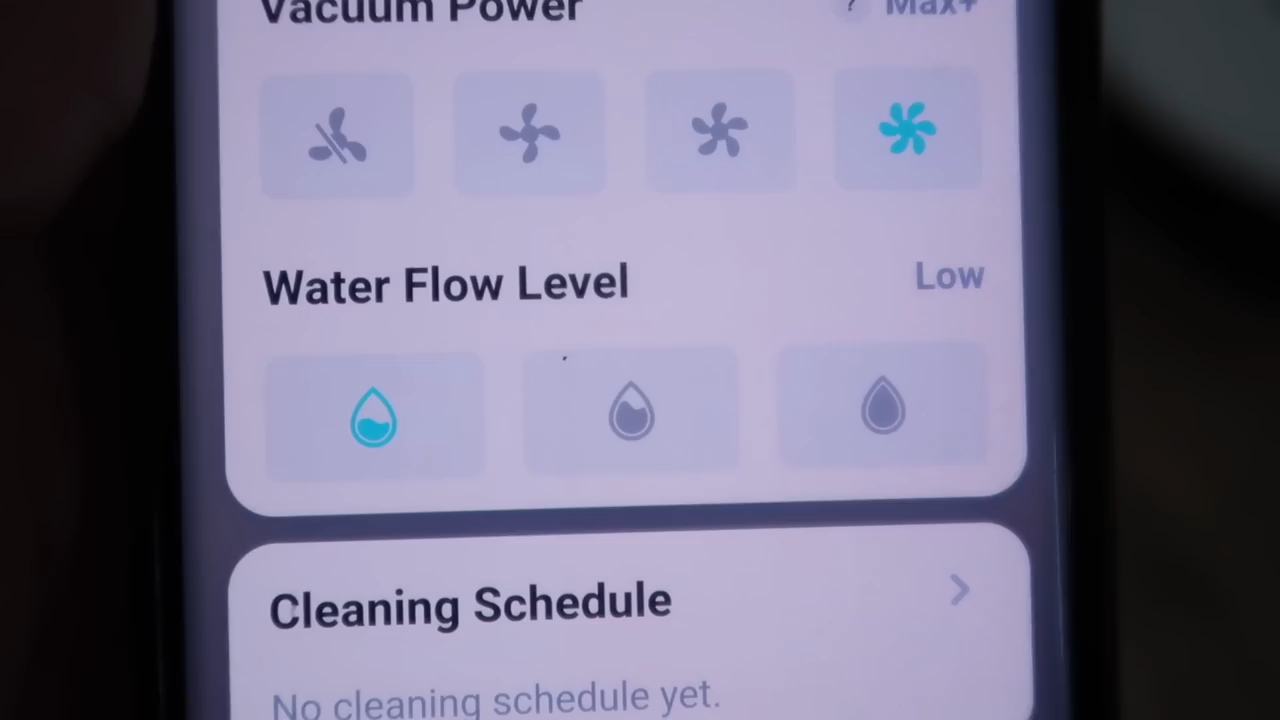 Vacuum Power ? Max+
Water Flow Level Low
Cleaning Schedule
No cleaning schedule yet.